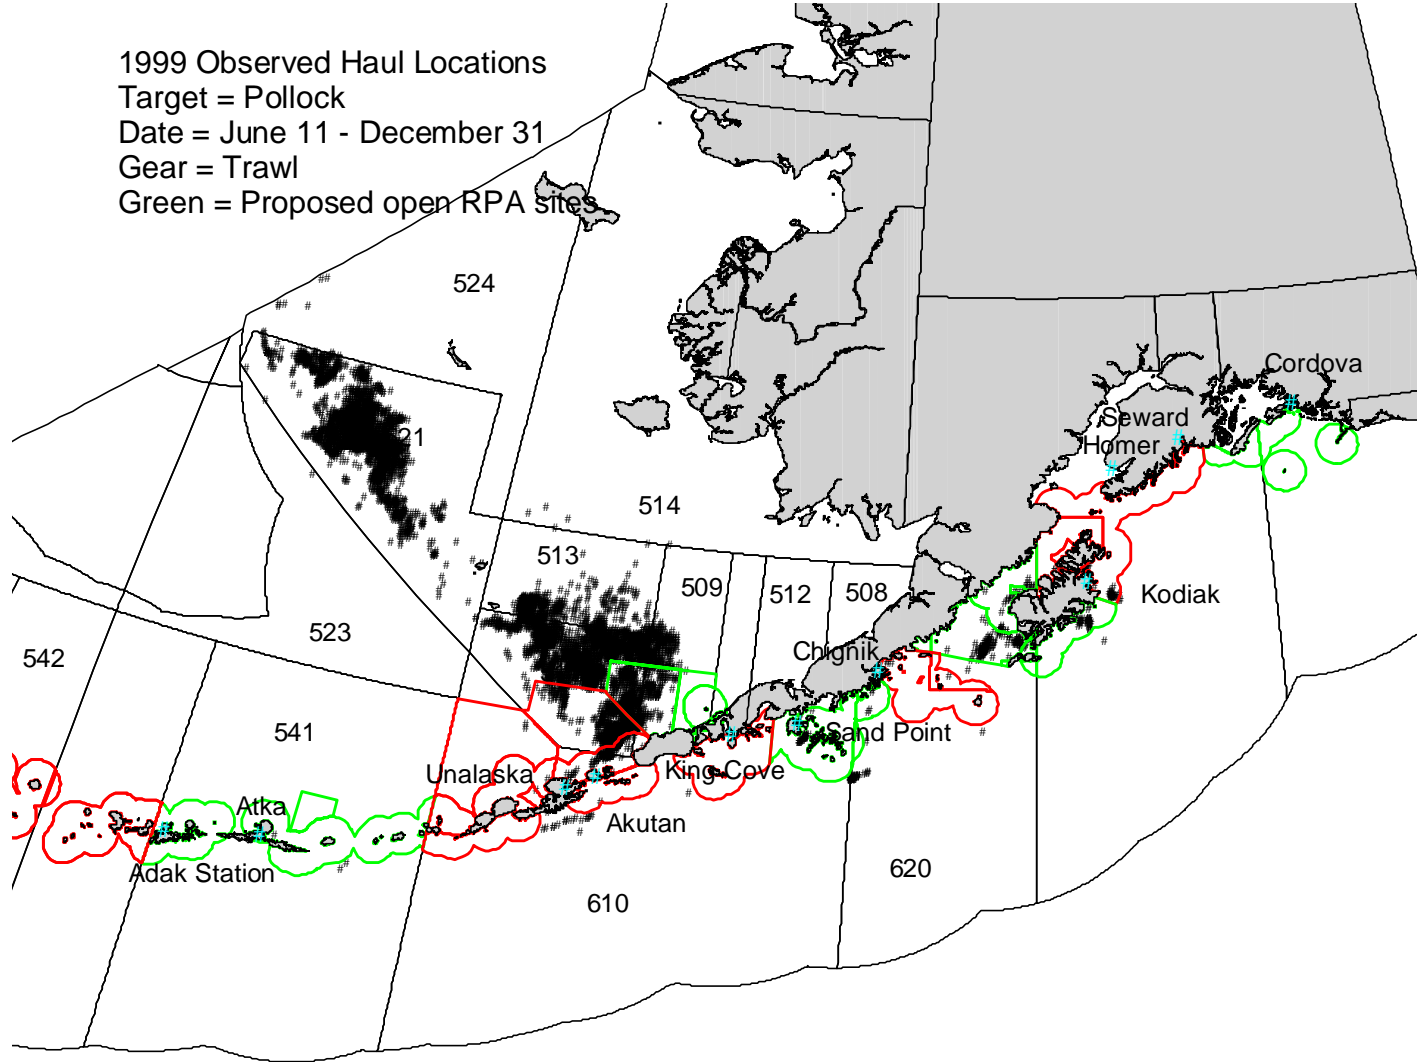 1999 Observed Haul Locations
Target = Pollock
Date = June 11 - December 31
Gear = Trawl
Green = Proposed open RPA sites
524
Cordova
Seward
Homer
21
514
513
509
512
508
Kodiak
523
542
Chignik
541
Sand Point
Unalaska
King Cove
Atka
Akutan
Adak Station
620
610